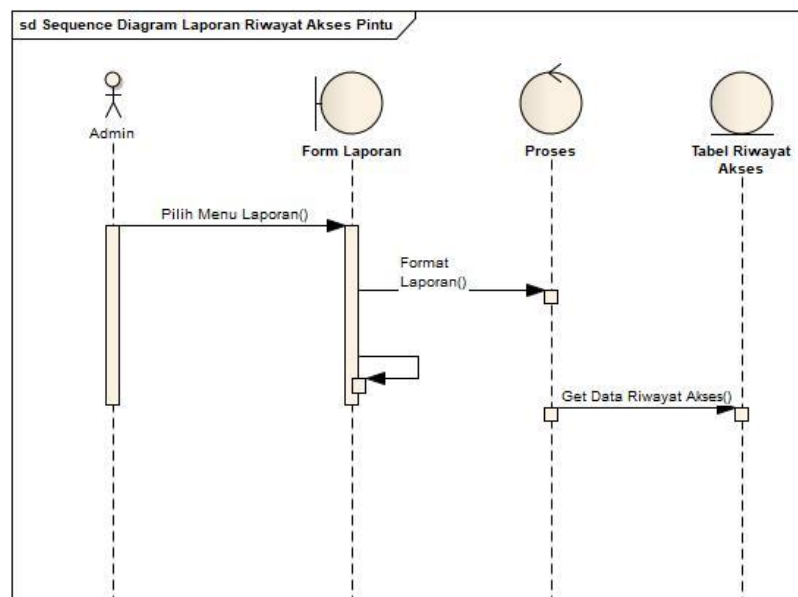 sd Sequence Diagram Laporan Riwayat Akses Pintu
Admin
Form Laporan
Proses
Tabel Riwayat
Akses
Pilih Menu Laporan()
Format
Laporan()
Get Data Riwayat Akses()